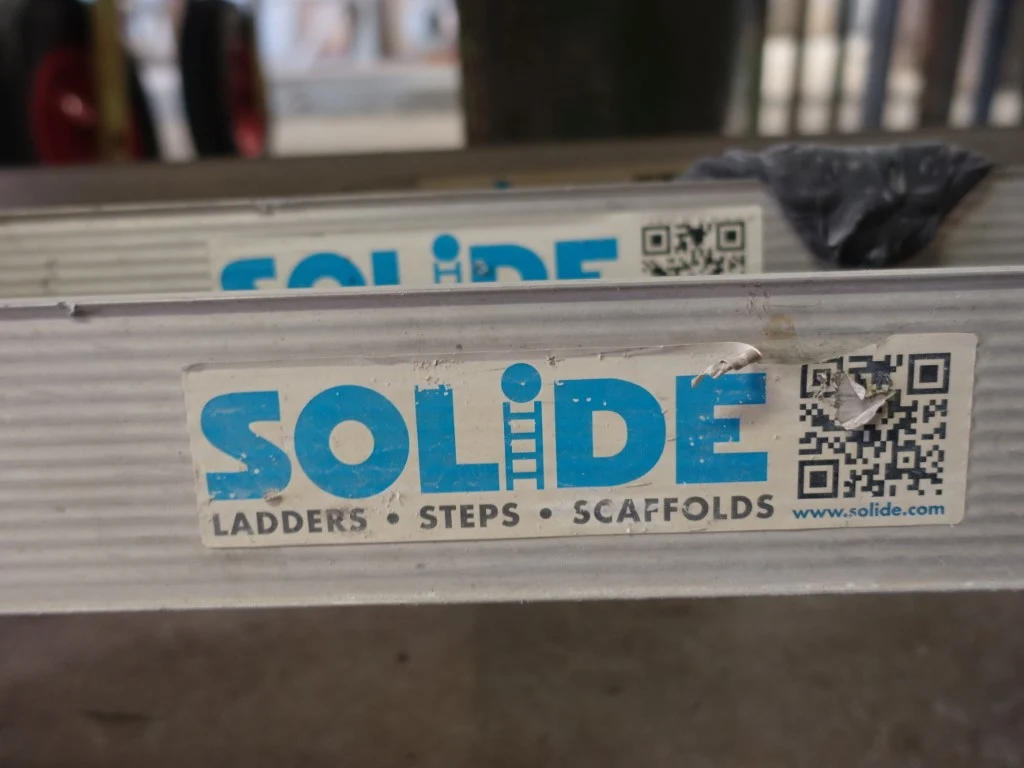 SOLiDE
SOLiDE
LADDERS • STEPS • SCAFFOLDS
www.solide.com